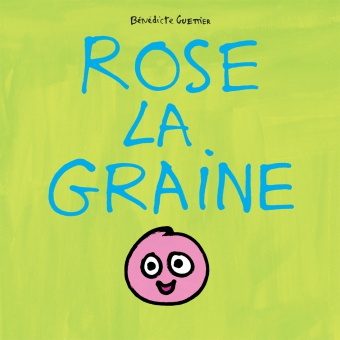 Bénédicte Guettier
ROSE
LA
GRAINE